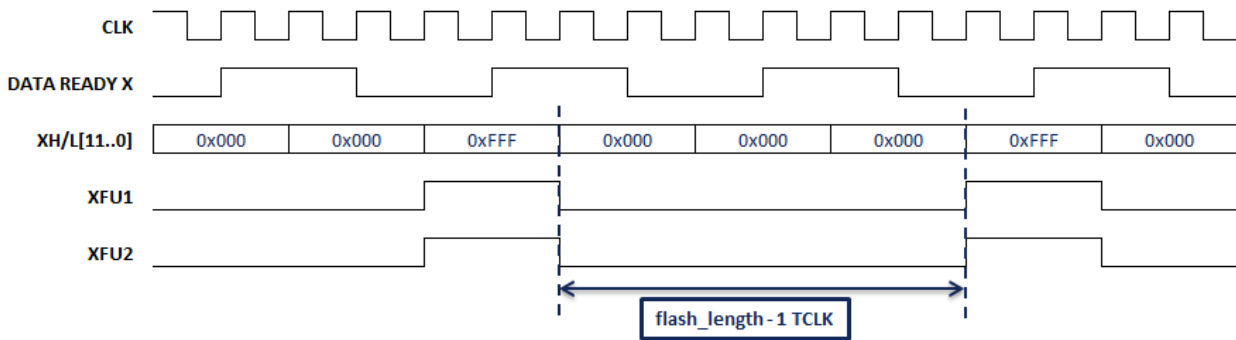 CLK
DATA READY X
XH/L[11..0] 0x000 0x000 0xFFF 0x000 0x000 0x000 0xFFF 0x000
XFU1
XFU2
flash_length - 1 TCLK